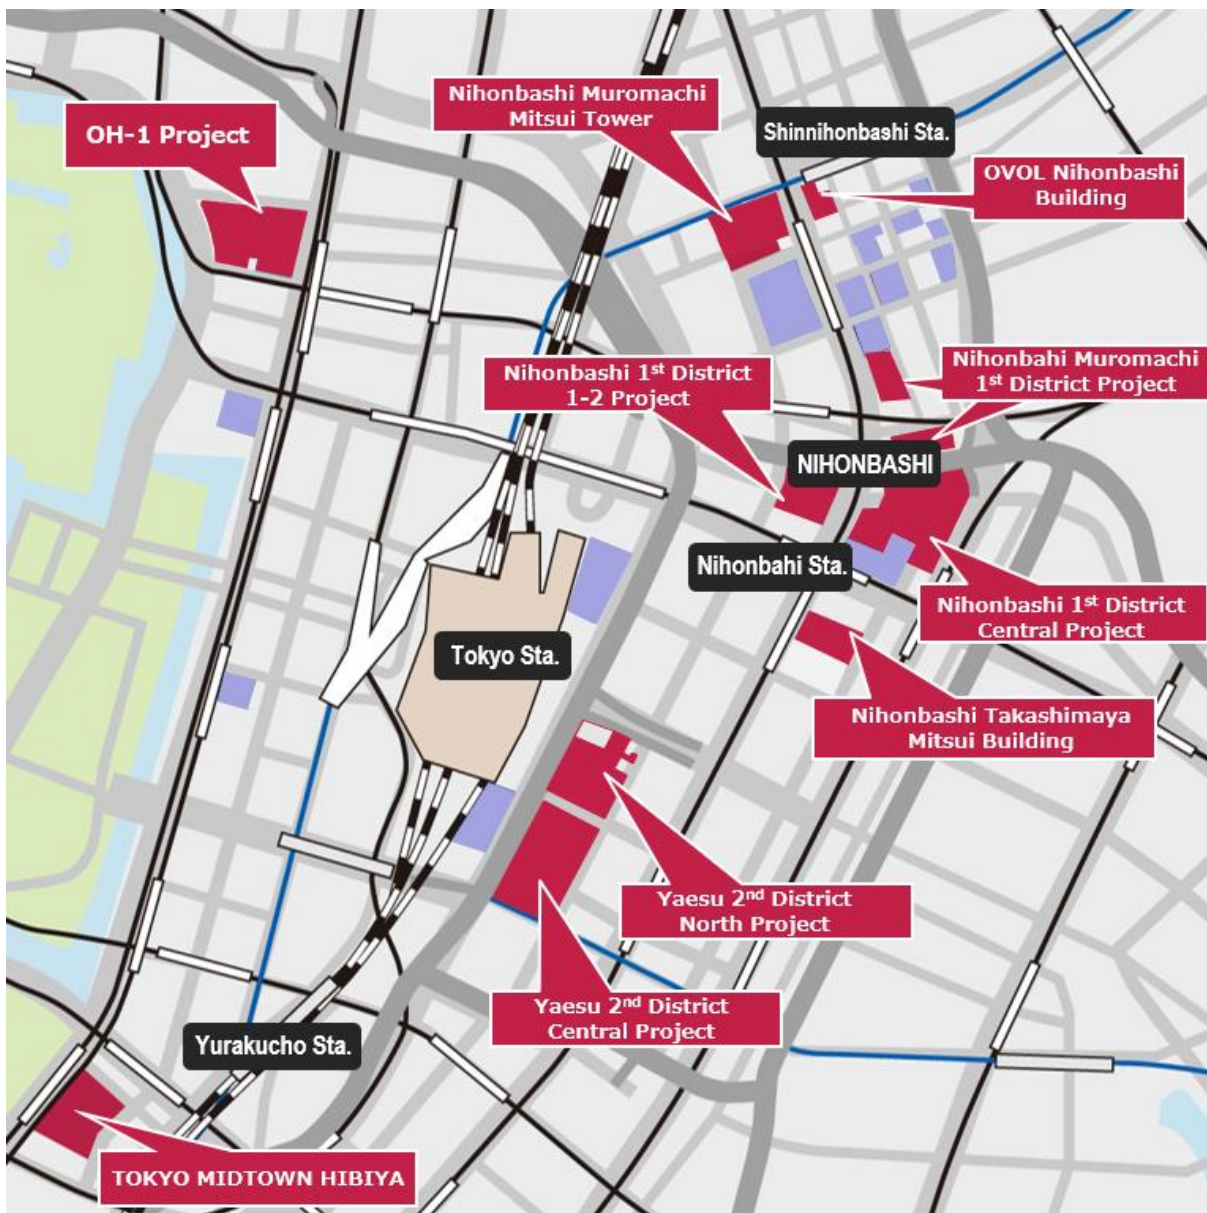 Nihonbashi Muromachi
Mitsui Tower
OH-1 Project
Shinnihonbashi Sta.
OVOL Nihonbashi
Building
Nihonbashi 1st District
1-2 Project
Nihonbahi Muromachi
1st District Project
NIHONBASHI
Nihonbahi Sta.
Nihonbashi 1st District
Central Project
Tokyo Sta.
Nihonbashi Takashimaya
Mitsui Building
Yaesu 2nd District
North Project
Yaesu 2nd District
Central Project
Yurakucho Sta.
TOKYO MIDTOWN HIBIYA